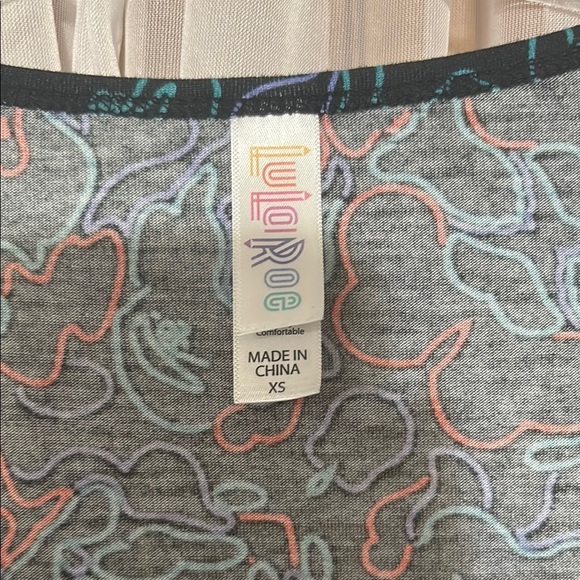 LuLaRoe
Comfortable
MADE IN
CHINA
XS